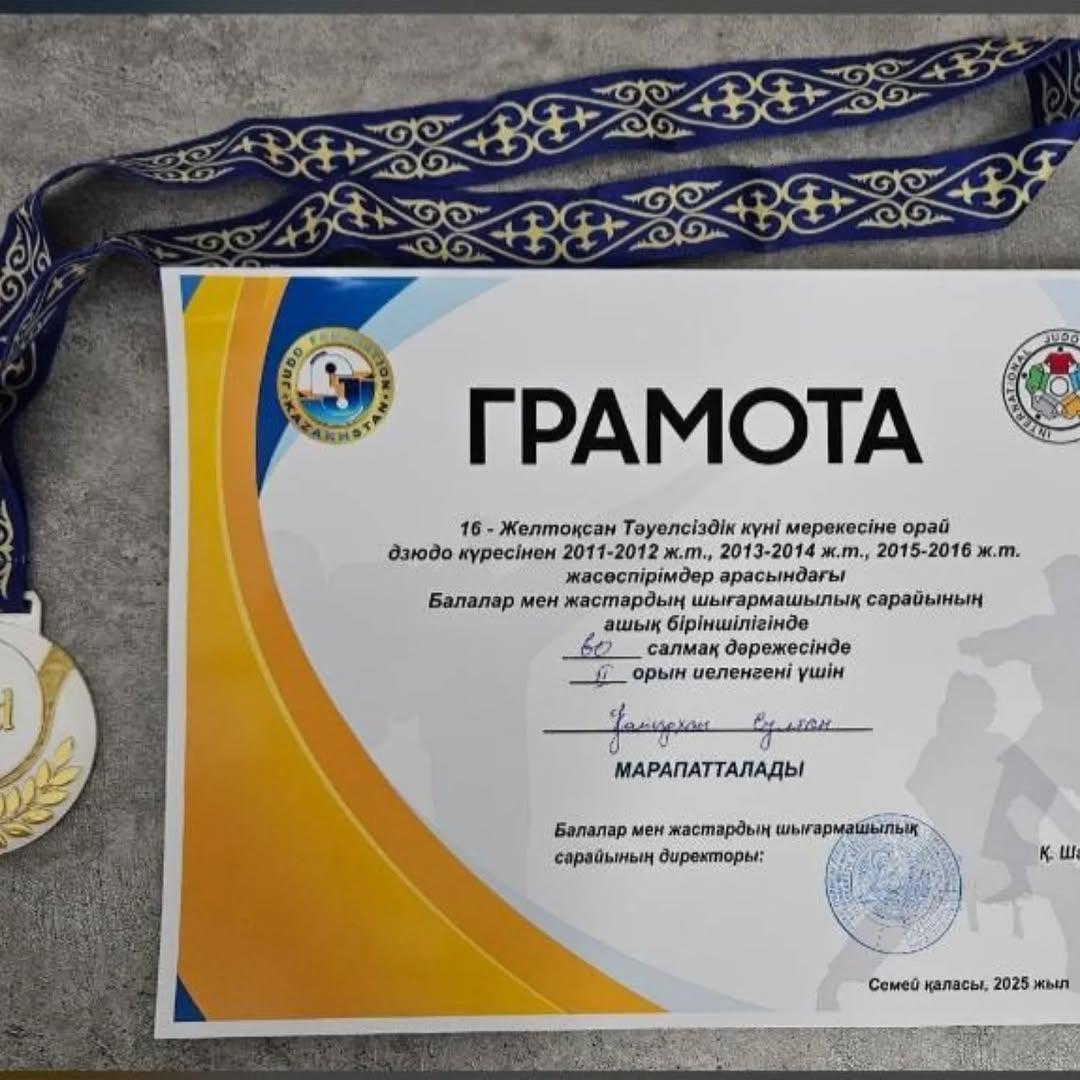 JUDO FEDERATION
KAZAKHSTAN
INTERNATIONAL JUDO
ГРАМОТА
16 - Желтоқсан Тәуелсіздік күні мерекесіне орай
дзюдо күресінен 2011-2012 ж.т., 2013-2014 ж.т., 2015-2016 ж.т.
жасөспірімдер арасындағы
Балалар мен жастардың шығармашылық сарайының
ашық біріншілігінде
60 салмақ дәрежесінде
II орын иеленгені үшін
Султан
МАРАПАТТАЛАДЫ
Балалар мен жастардың шығармашылық
сарайының директоры:
Қ. Ша
Семей қаласы, 2025 жыл